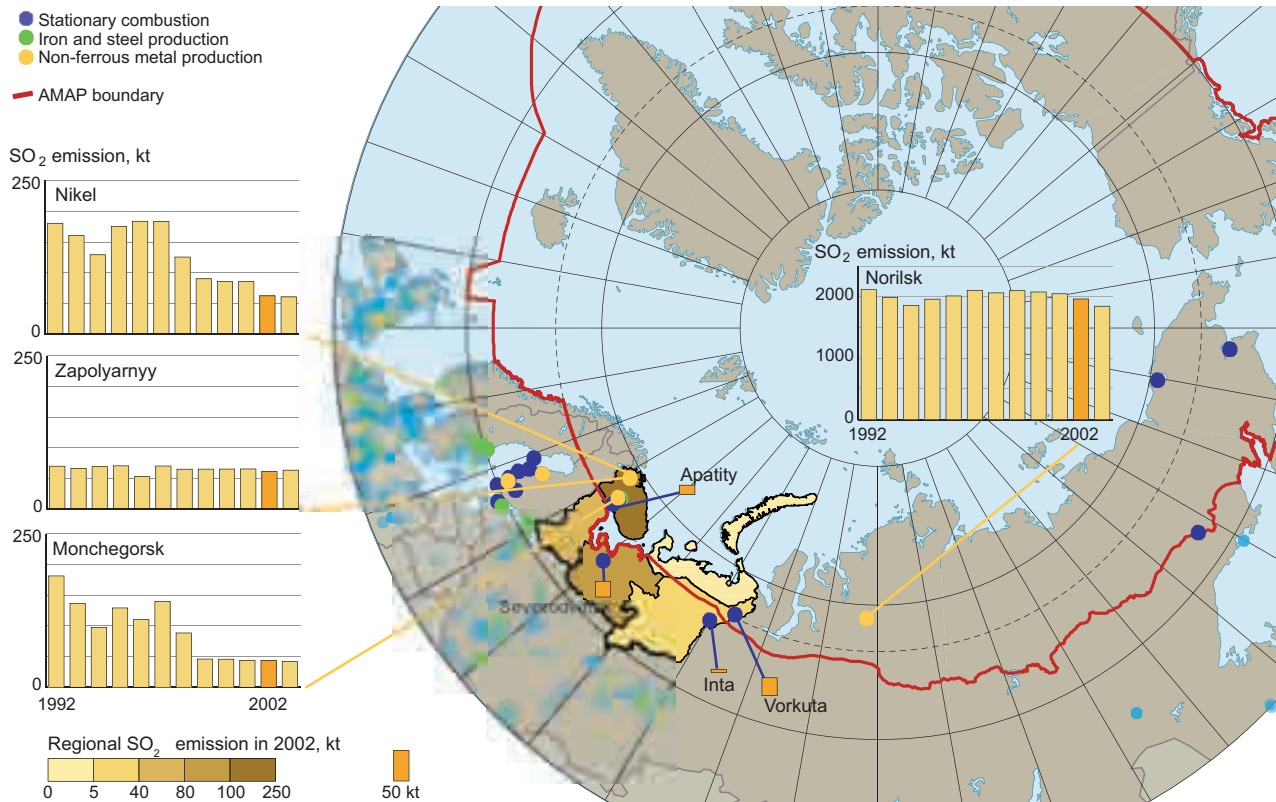 Stationary combustion
Iron and steel production
Non-ferrous metal production
AMAP boundary
SO2 emission, kt
250
Nikel
0
250
Zapolyarnyy
0
250
Monchegorsk
0
1992 2002
SO2 emission, kt
Norilsk
2000
1000
0
1992 2002
Apatity
Inta
Vorkuta
Regional SO2 emission in 2002, kt
0 5 40 80 100 250
50 kt